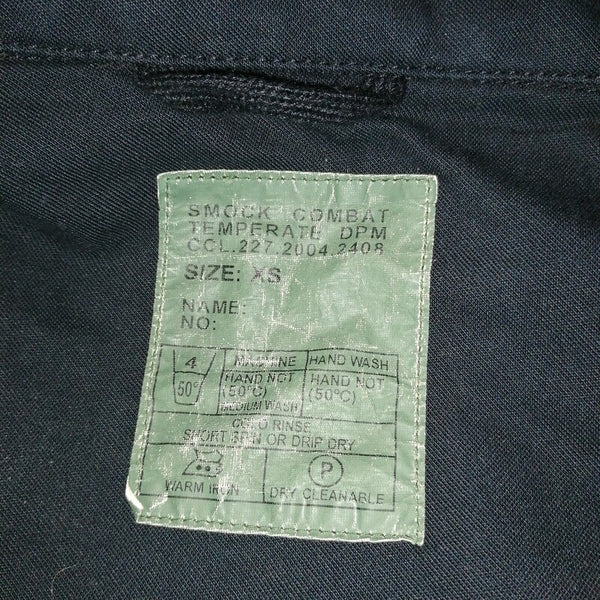 SMOCK COMBAT
TEMPERATE DPM
CCL.227.2004.2408
SIZE: XS
NAME:
NO:
4 MACHINE HAND WASH
50° HAND NOT (50°C) MEDIUM WASH HAND NOT (50°C)
COLD RINSE
SHORT SPIN OR DRIP DRY
P
WARM IRON DRY CLEANABLE